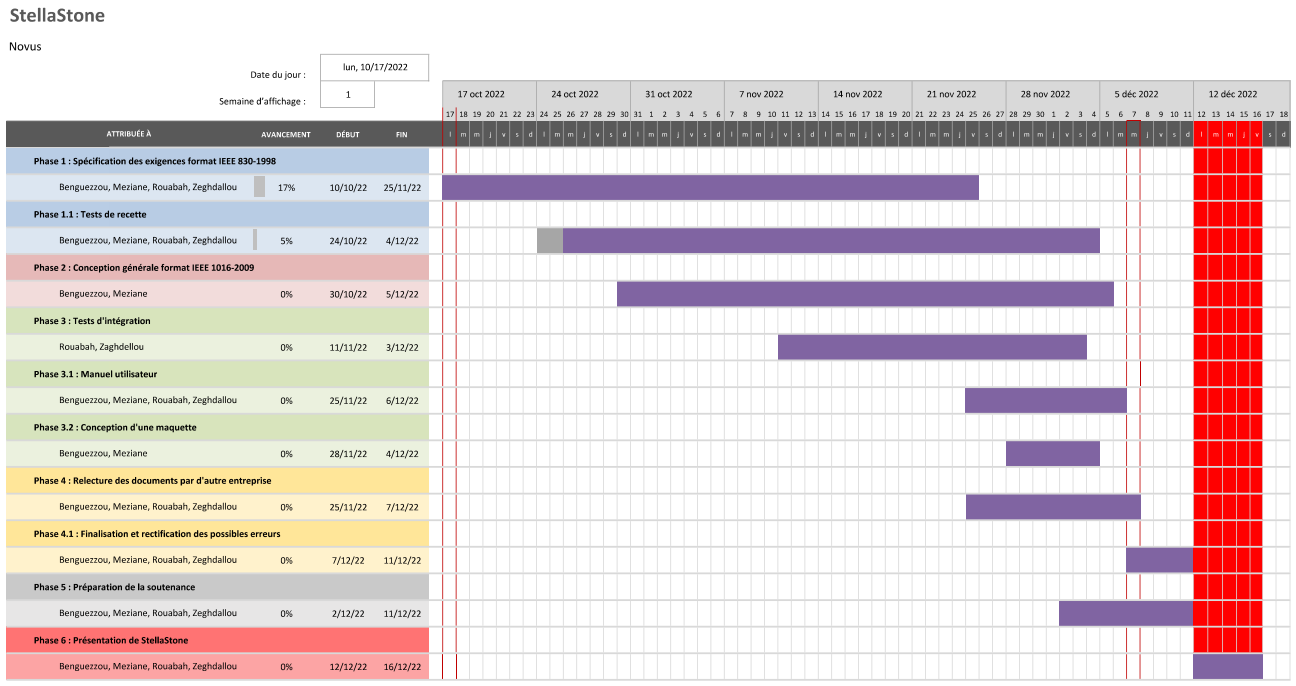 StellaStone
Novus
Date du jour : lun, 10/17/2022
Semaine d'affichage : 1
17 oct 2022 24 oct 2022 31 oct 2022 7 nov 2022 14 nov 2022 21 nov 2022 28 nov 2022 5 déc 2022 12 déc 2022
17 18 19 20 21 22 23 24 25 26 27 28 29 30 31 1 2 3 4 5 6 7 8 9 10 11 12 13 14 15 16 17 18 19 20 21 22 23 24 25 26 27 28 29 30 1 2 3 4 5 6 7 8 9 10 11 12 13 14 15 16 17 18
ATTRIBUÉE À AVANCEMENT DÉBUT FIN l m m j v s d l m m j v s d l m m j v s d l m m j v s d l m m j v s d l m m j v s d l m m j v s d l m m j v s d l m m j v s d
Phase 1 : Spécification des exigences format IEEE 830-1998
Benguezzou, Meziane, Rouabah, Zeghdallou 17% 10/10/22 25/11/22
Phase 1.1 : Tests de recette
Benguezzou, Meziane, Rouabah, Zeghdallou 5% 24/10/22 4/12/22
Phase 2 : Conception générale format IEEE 1016-2009
Benguezzou, Meziane 0% 30/10/22 5/12/22
Phase 3 : Tests d'intégration
Rouabah, Zaghdellou 0% 11/11/22 3/12/22
Phase 3.1 : Manuel utilisateur
Benguezzou, Meziane, Rouabah, Zeghdallou 0% 25/11/22 6/12/22
Phase 3.2 : Conception d'une maquette
Benguezzou, Meziane 0% 28/11/22 4/12/22
Phase 4 : Relecture des documents par d'autre entreprise
Benguezzou, Meziane, Rouabah, Zeghdallou 0% 25/11/22 7/12/22
Phase 4.1 : Finalisation et rectification des possibles erreurs
Benguezzou, Meziane, Rouabah, Zeghdallou 0% 7/12/22 11/12/22
Phase 5 : Préparation de la soutenance
Benguezzou, Meziane, Rouabah, Zeghdallou 0% 2/12/22 11/12/22
Phase 6 : Présentation de StellaStone
Benguezzou, Meziane, Rouabah, Zeghdallou 0% 12/12/22 16/12/22